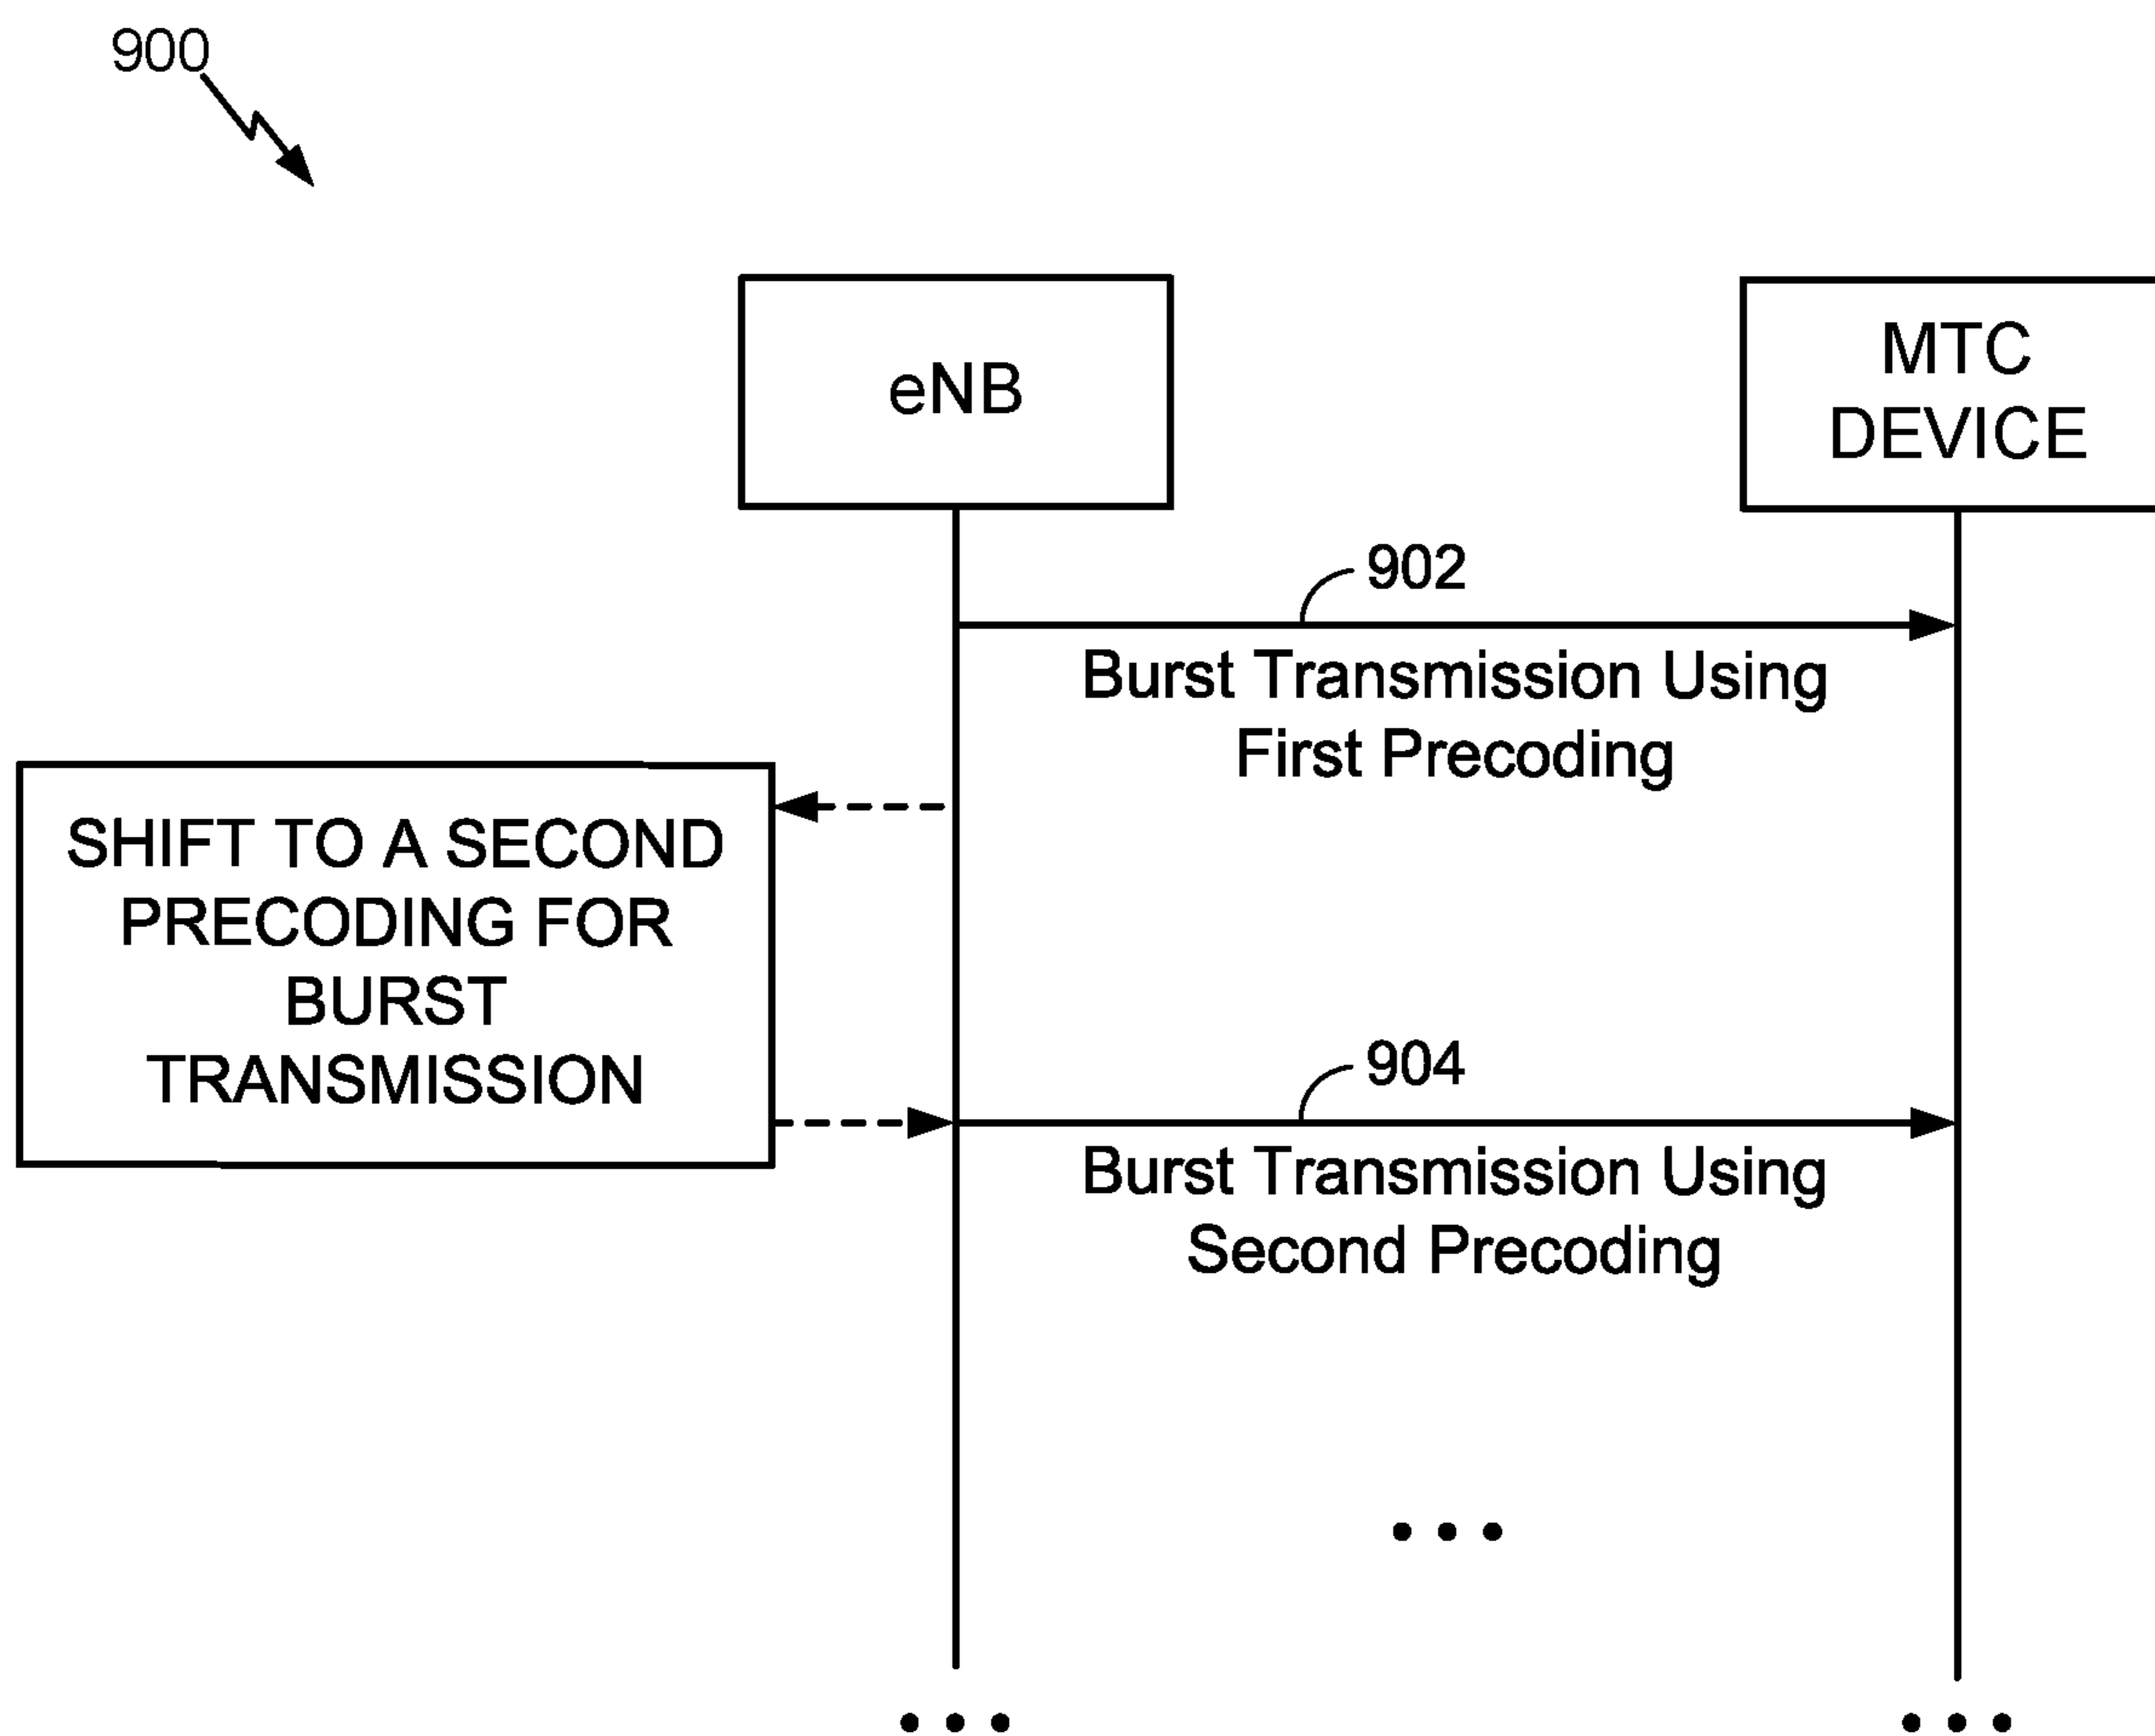 900
eNB
MTC
DEVICE
902
Burst Transmission Using
First Precoding
SHIFT TO A SECOND
PRECODING FOR
BURST
TRANSMISSION
904
Burst Transmission Using
Second Precoding